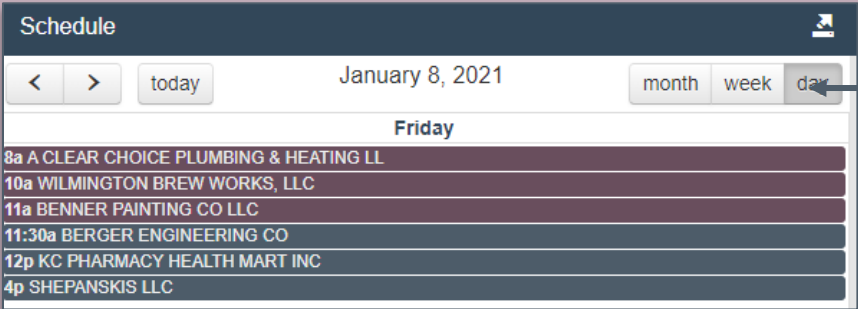 Schedule
today
January 8, 2021
month week day
Friday
8a A CLEAR CHOICE PLUMBING & HEATING LL
10a WILMINGTON BREW WORKS, LLC
11a BENNER PAINTING CO LLC
11:30a BERGER ENGINEERING CO
12p KC PHARMACY HEALTH MART INC
4p SHEPANSKIS LLC